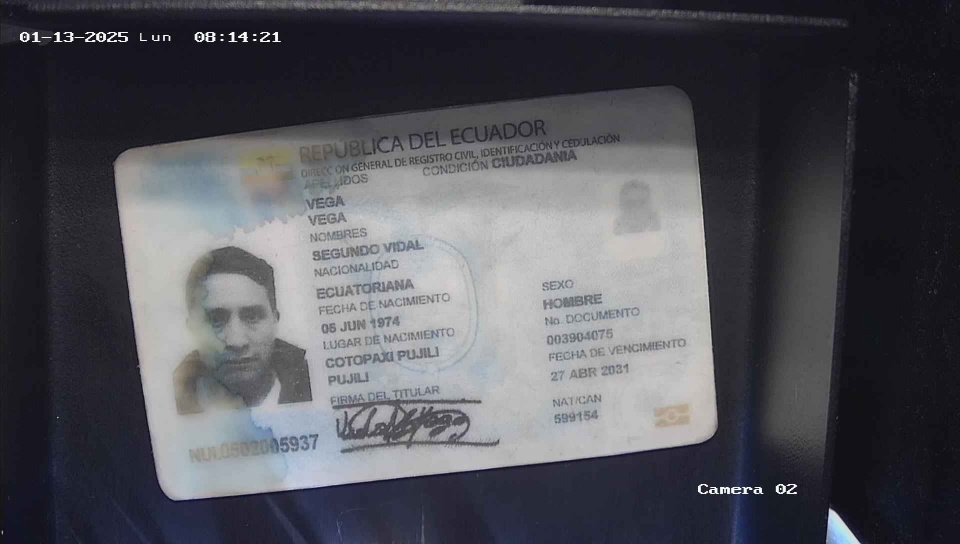 01-13-2025 Lun 08:14:21
REPÚBLICA DEL ECUADOR
DIRECCIÓN GENERAL DE REGISTRO CIVIL, IDENTIFICACIÓN Y CEDULACIÓN
APELLIDOS
CONDICIÓN CIUDADANIA
VEGA
VEGA
NOMBRES
SEGUNDO VIDAL
NACIONALIDAD
ECUATORIANA
FECHA DE NACIMIENTO
05 JUN 1974
LUGAR DE NACIMIENTO
COTOPAXI PUJILI
PUJILI
FIRMA DEL TITULAR
SEXO
HOMBRE
No. DOCUMENTO
003904075
FECHA DE VENCIMIENTO
27 ABR 2031
NAT/CAN
599154
NUI.0502005937
Camera 02